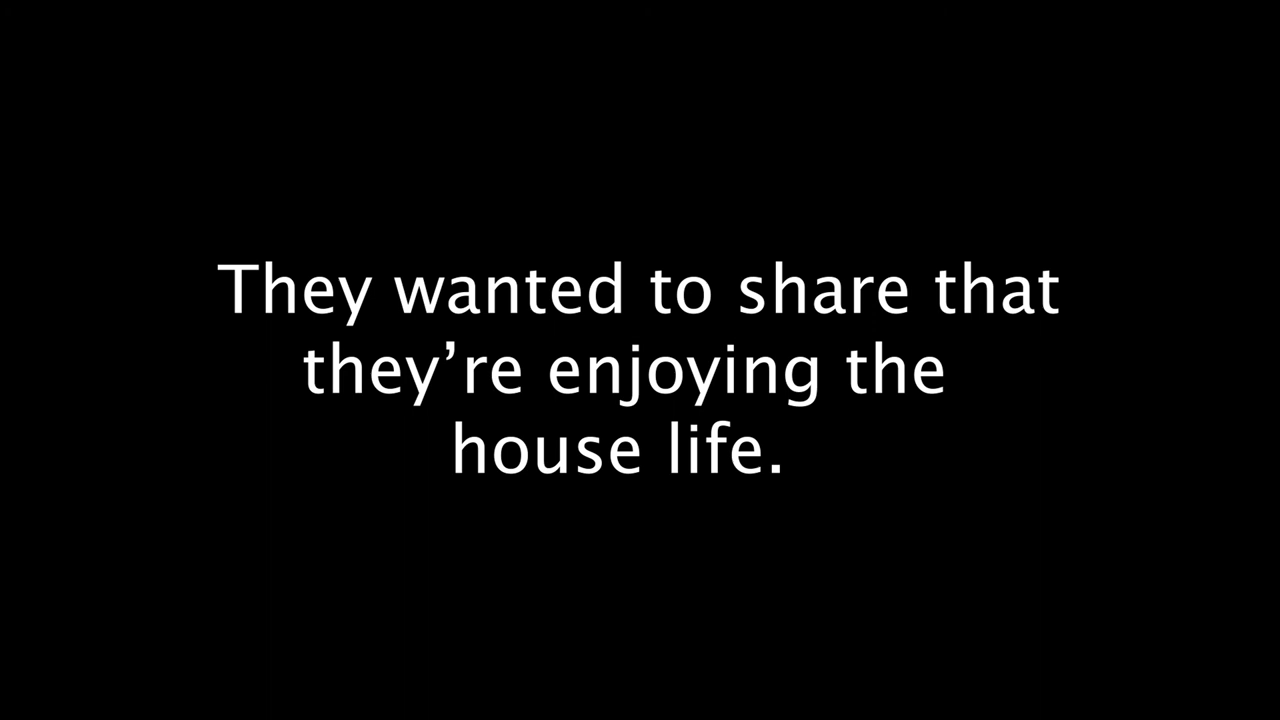 They wanted to share that
they’re enjoying the
house life.